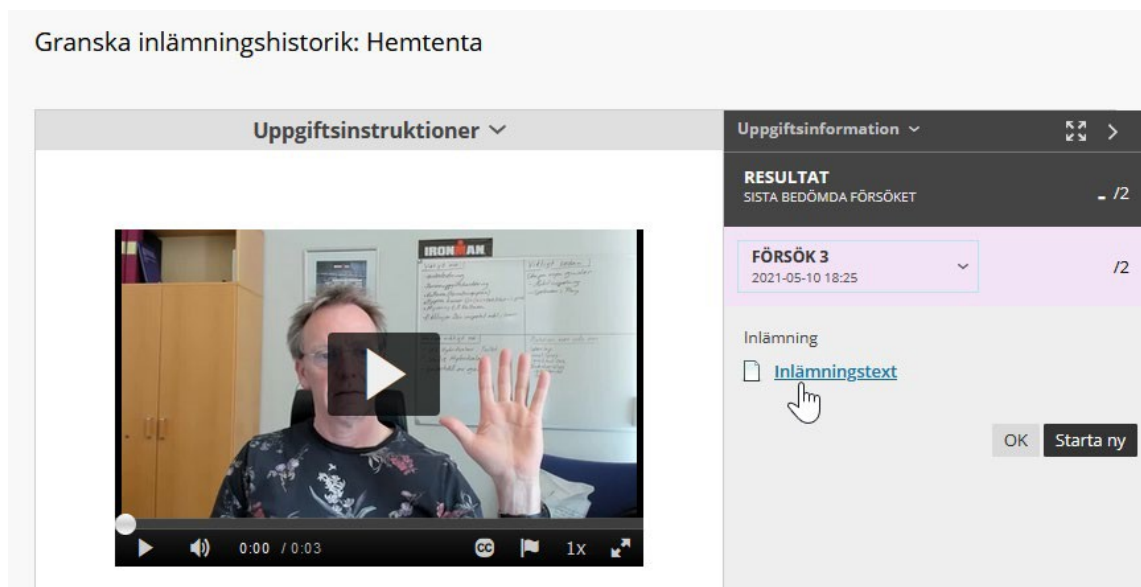 Granska inlämningshistorik: Hemtenta
Uppgiftsinstruktioner
Uppgiftsinformation
RESULTAT
SISTA BEDÖMDA FÖRSÖKET
- /2
FÖRSÖK 3
2021-05-10 18:25
/2
Inlämning
Inlämningstext
OK
Starta ny
IRONMAN
0:00 / 0:03
CC
1x